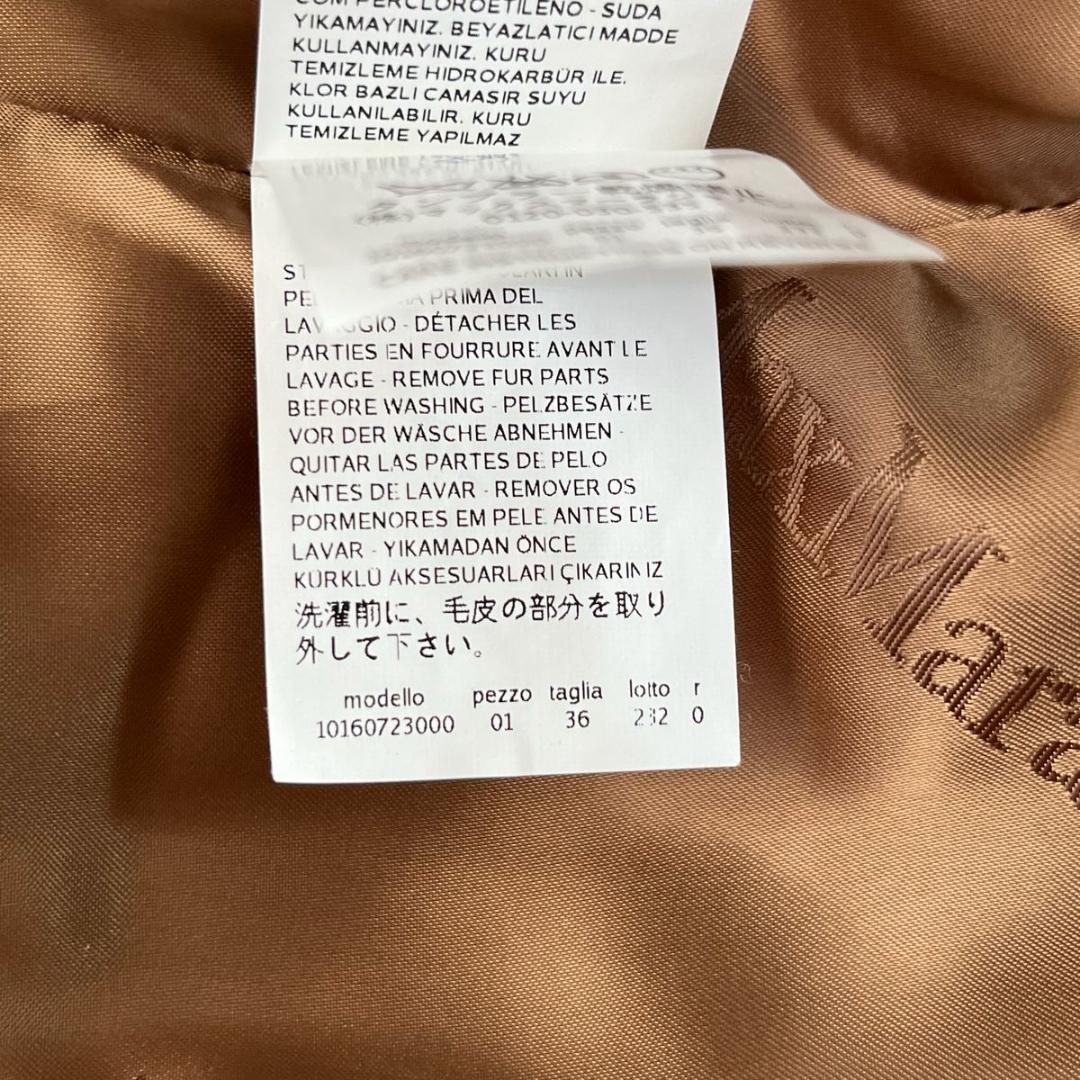 COM PERCLOROETILENO - SUDA
YIKAMAYINIZ. BEYAZLATICI MADDE
KULLANMAYINIZ. KURU
TEMIZLEME HIDROKARBÜR ILE.
KLOR BAZLI CAMASIR SUYU
KULLANILABILIR. KURU
TEMIZLEME YAPILMAZ
PRIMA DEL
LAVAGGIO - DÉTACHER LES
PARTIES EN FOURRURE AVANT LE
LAVAGE - REMOVE FUR PARTS
BEFORE WASHING - PELZBESÄTZE
VOR DER WÄSCHE ABNEHMEN -
QUITAR LAS PARTES DE PELO
ANTES DE LAVAR - REMOVER OS
PORMENORES EM PELE ANTES DE
LAVAR - YIKAMADAN ÖNCE
KÜRKLÜ AKSESUARLARI ÇIKARINIZ
洗濯前に、毛皮の部分を取り
外して下さい。
modello pezzo taglia lotto r
10160723000 01 36 232 0
MaxMara